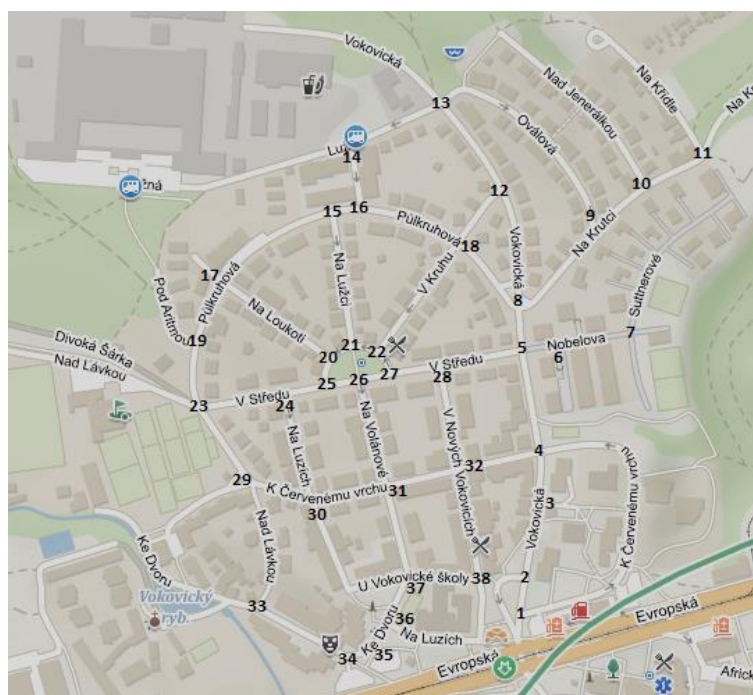 Vokovická
Na Křídle
Na K
Nad Jenerálkou
13
Oválová
Lu
14
11
žná
12
10
15
16
9
Půlkruhová
18
Vokovická
Na Krutci
17
Půlkruhová
V Kruhu
Suttnerové
Na Lužci
8
Pod Aritmou
Na Loukoti
19
Divoká Šárka
20
21
22
5
Nobelova
7
6
Nad Lávkou
V Středu
27
28
25
26
23
V Středu
24
Na Volánové
V Nových Vokovicích
Na Luzích
4
32
29
K Červenému vrchu
31
3
30
Vokovická
K Červenému vrchu
Nad Lávkou
Ke Dvoru
U Vokovické školy
38
2
37
Vokovický
ryb.
33
36
1
Evropská
Ke Dvoru
Na Luzích
34
35
Evropská
Afric